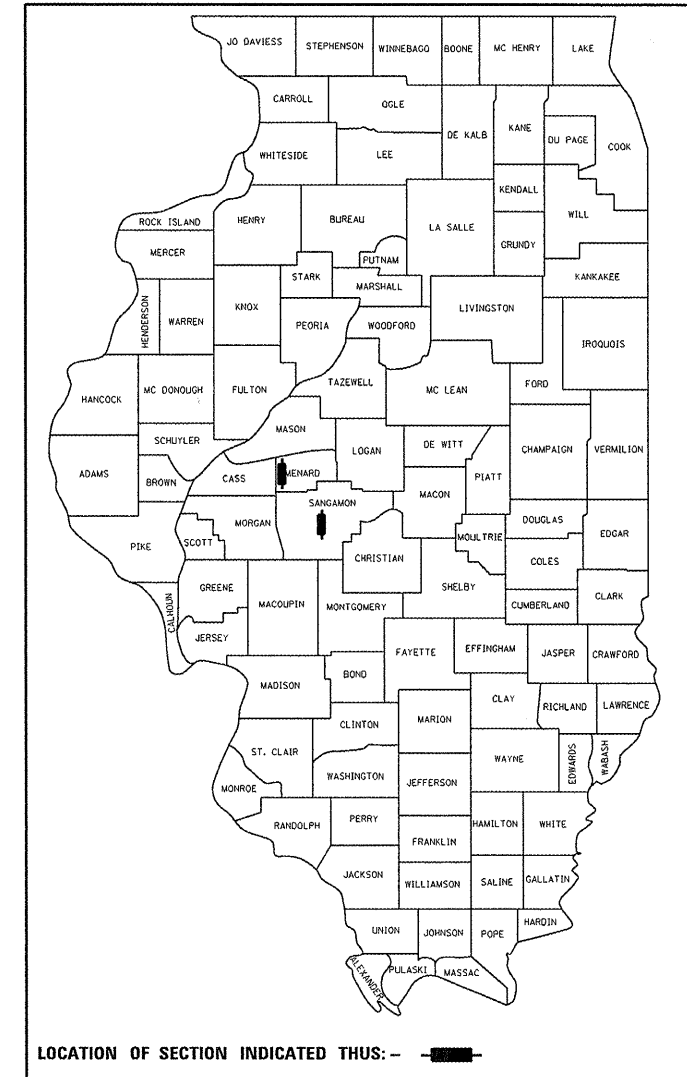 JO DAVIESS STEPHENSON WINNEBAGO BOONE MC HENRY LAKE
CARROLL OGLE DE KALB KANE DU PAGE COOK
WHITESIDE LEE
KENDALL WILL
ROCK ISLAND HENRY BUREAU LA SALLE GRUNDY
MERCER PUTNAM
STARK MARSHALL KANKAKEE
HENDERSON WARREN KNOX PEORIA WOODFORD LIVINGSTON IROQUOIS
HANCOCK MC DONOUGH FULTON TAZEWELL MC LEAN FORD
MASON
SCHUYLER LOGAN DE WITT CHAMPAIGN VERMILION
ADAMS BROWN CASS MENARD PIATT
MACON
SANGAMON
PIKE SCOTT MORGAN CHRISTIAN MOULTRIE DOUGLAS EDGAR
COLES
GREENE SHELBY
CALHOUN MACOUPIN MONTGOMERY CUMBERLAND CLARK
JERSEY
FAYETTE EFFINGHAM JASPER CRAWFORD
MADISON BOND
CLAY RICHLAND LAWRENCE
CLINTON MARION
ST. CLAIR WAYNE EDWARDS WABASH
WASHINGTON JEFFERSON
MONROE
RANDOLPH PERRY HAMILTON WHITE
FRANKLIN
JACKSON WILLIAMSON SALINE GALLATIN
UNION JOHNSON POPE HARDIN
ALEXANDER PULASKI MASSAC
LOCATION OF SECTION INDICATED THUS: –